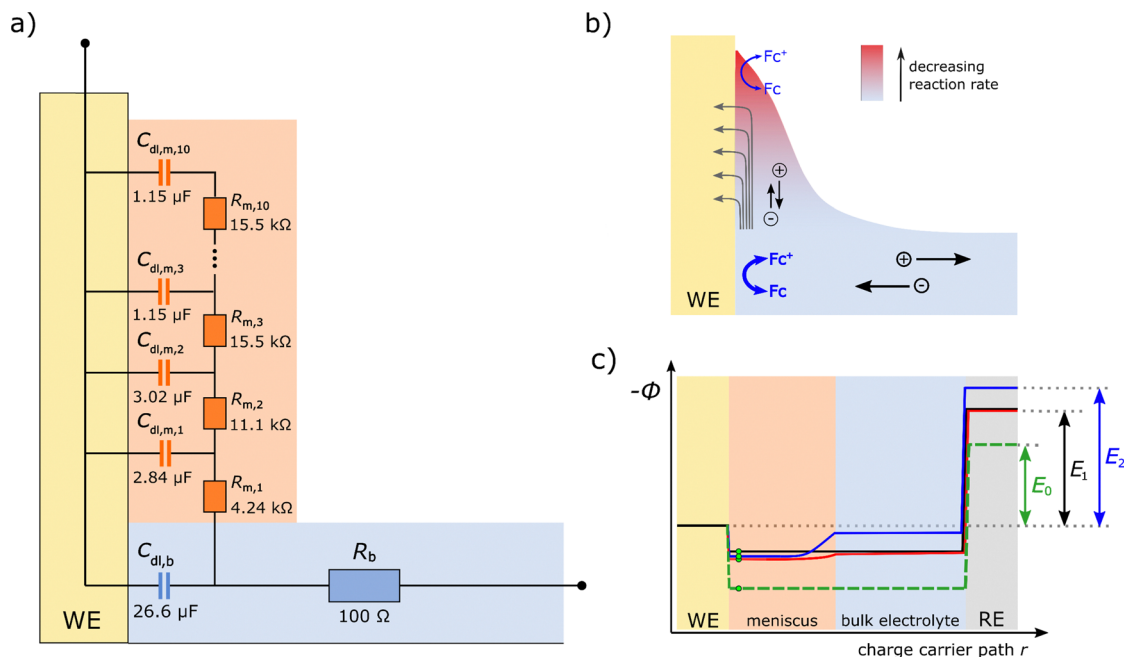 a)
C_dl,m,10
1.15 µF
R_m,10
15.5 kΩ
C_dl,m,3
1.15 µF
R_m,3
15.5 kΩ
C_dl,m,2
3.02 µF
R_m,2
11.1 kΩ
C_dl,m,1
2.84 µF
R_m,1
4.24 kΩ
C_dl,b
26.6 µF
R_b
100 Ω
WE
b)
Fc⁺
Fc
decreasing
reaction rate
+
−
Fc⁺
Fc
+
−
WE
c)
-Φ
E₀
E₁
E₂
WE
meniscus
bulk electrolyte
RE
charge carrier path r